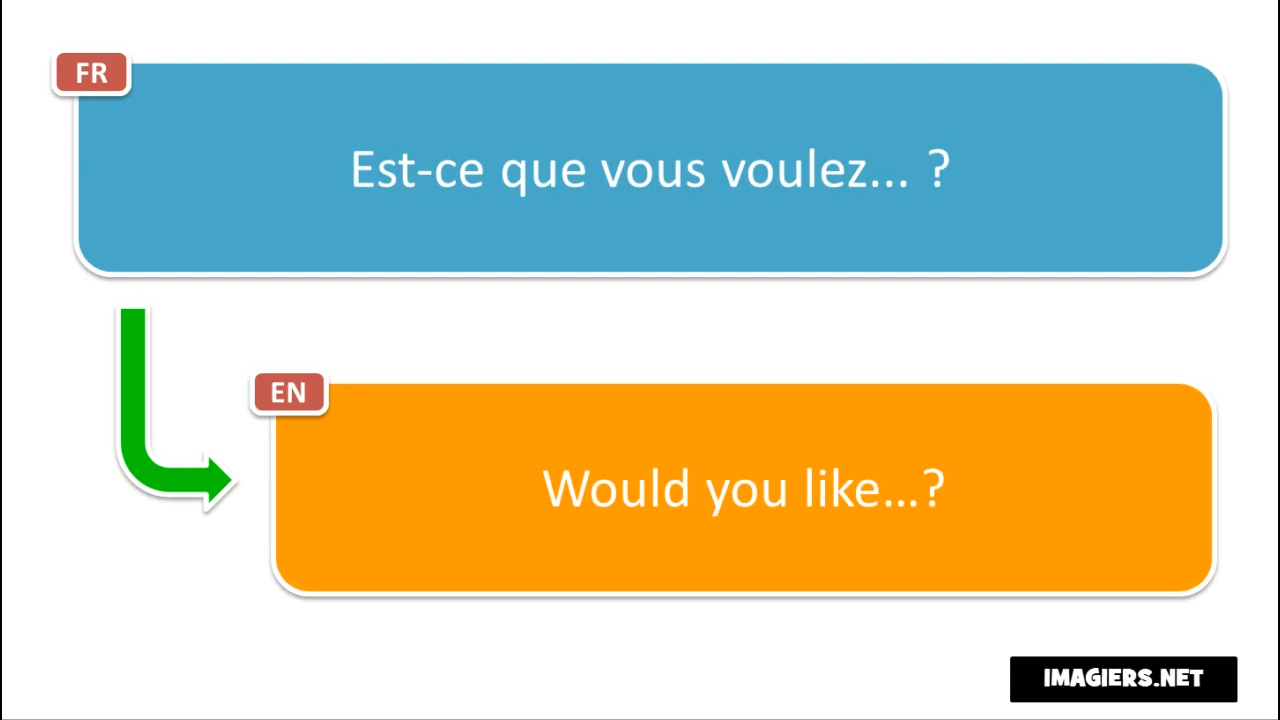 FR
Est-ce que vous voulez... ?
EN
Would you like...?
IMAGIERS.NET